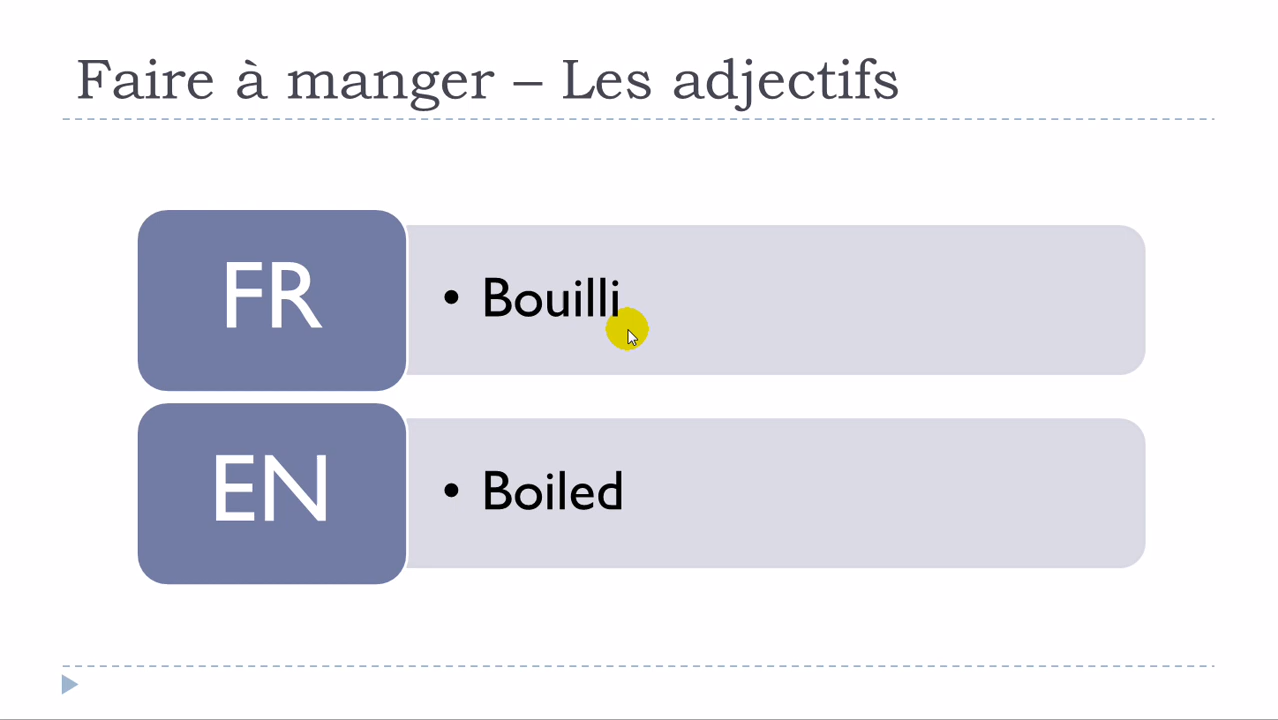 Faire à manger – Les adjectifs
FR
• Bouilli
EN
• Boiled